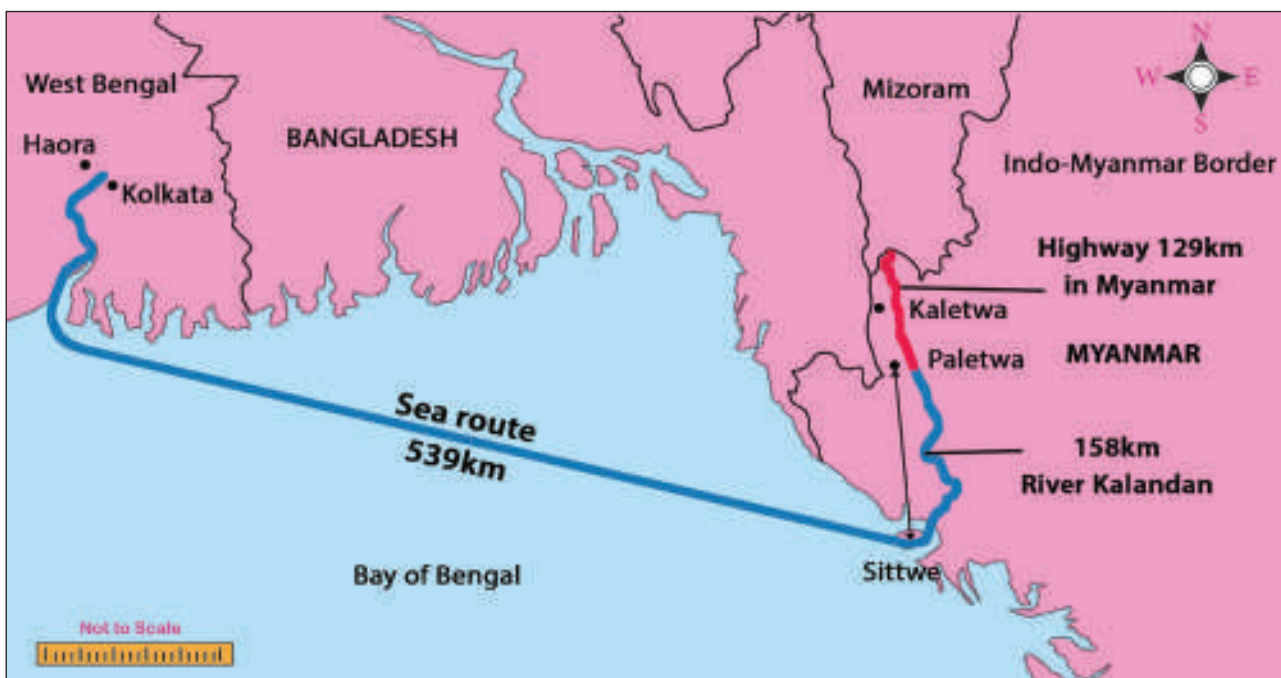 N
W E
S
West Bengal
Haora
Kolkata
BANGLADESH
Mizoram
Indo-Myanmar Border
Highway 129km
in Myanmar
Kaletwa
Paletwa
MYANMAR
Sea route
539km
158km
River Kalandan
Sittwe
Bay of Bengal
Not to Scale